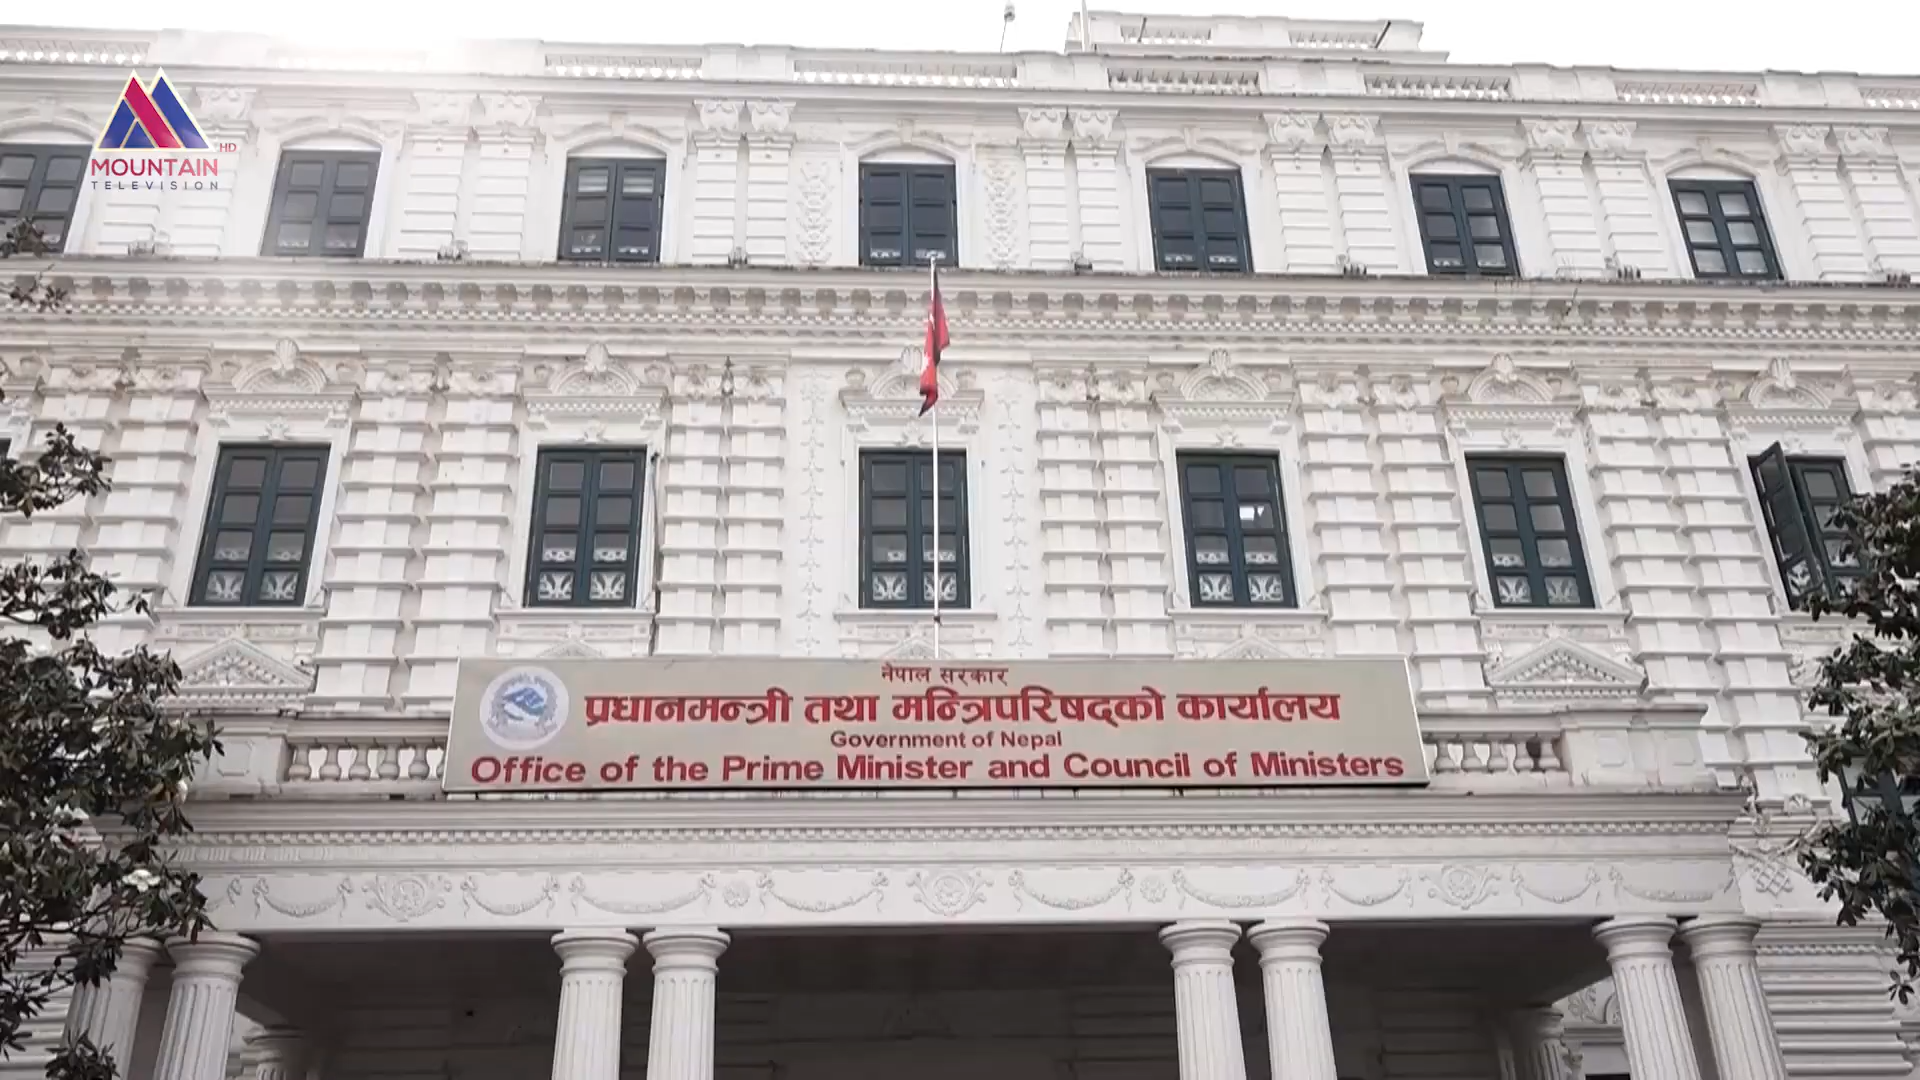 MOUNTAIN HD
TELEVISION
नेपाल सरकार
प्रधानमन्त्री तथा मन्त्रिपरिषद्को कार्यालय
Government of Nepal
Office of the Prime Minister and Council of Ministers